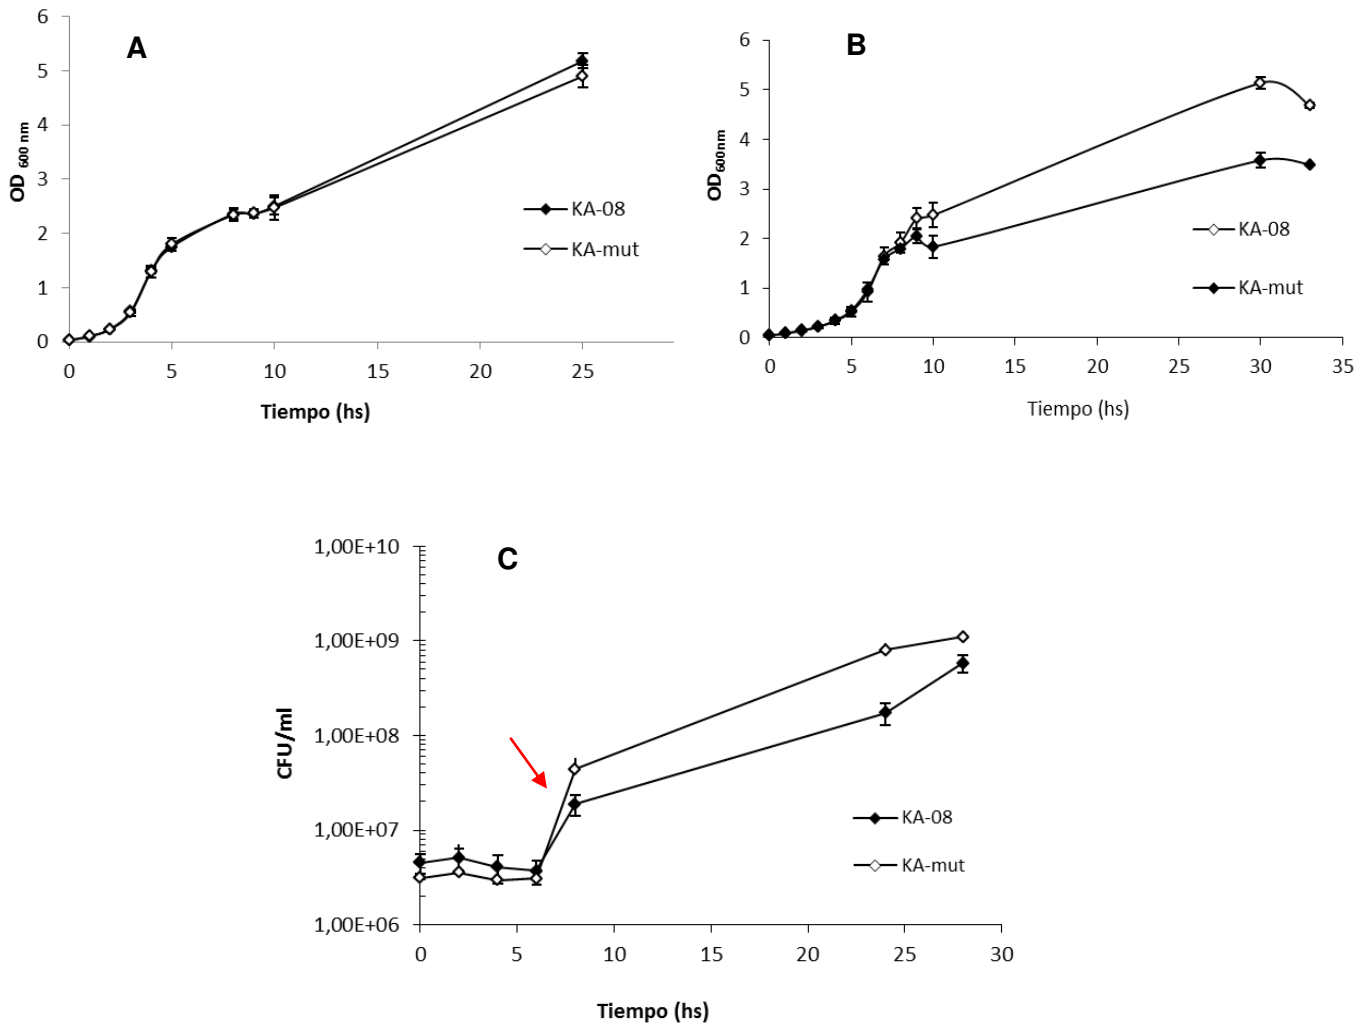 A
6
5
4
3
2
1
0
OD 600 nm
KA-08
KA-mut
0 5 10 15 20 25
Tiempo (hs)
B
6
5
4
3
2
1
0
OD600nm
KA-08
KA-mut
0 5 10 15 20 25 30 35
Tiempo (hs)
C
1,00E+10
1,00E+09
1,00E+08
1,00E+07
1,00E+06
CFU/ml
KA-08
KA-mut
0 5 10 15 20 25 30
Tiempo (hs)